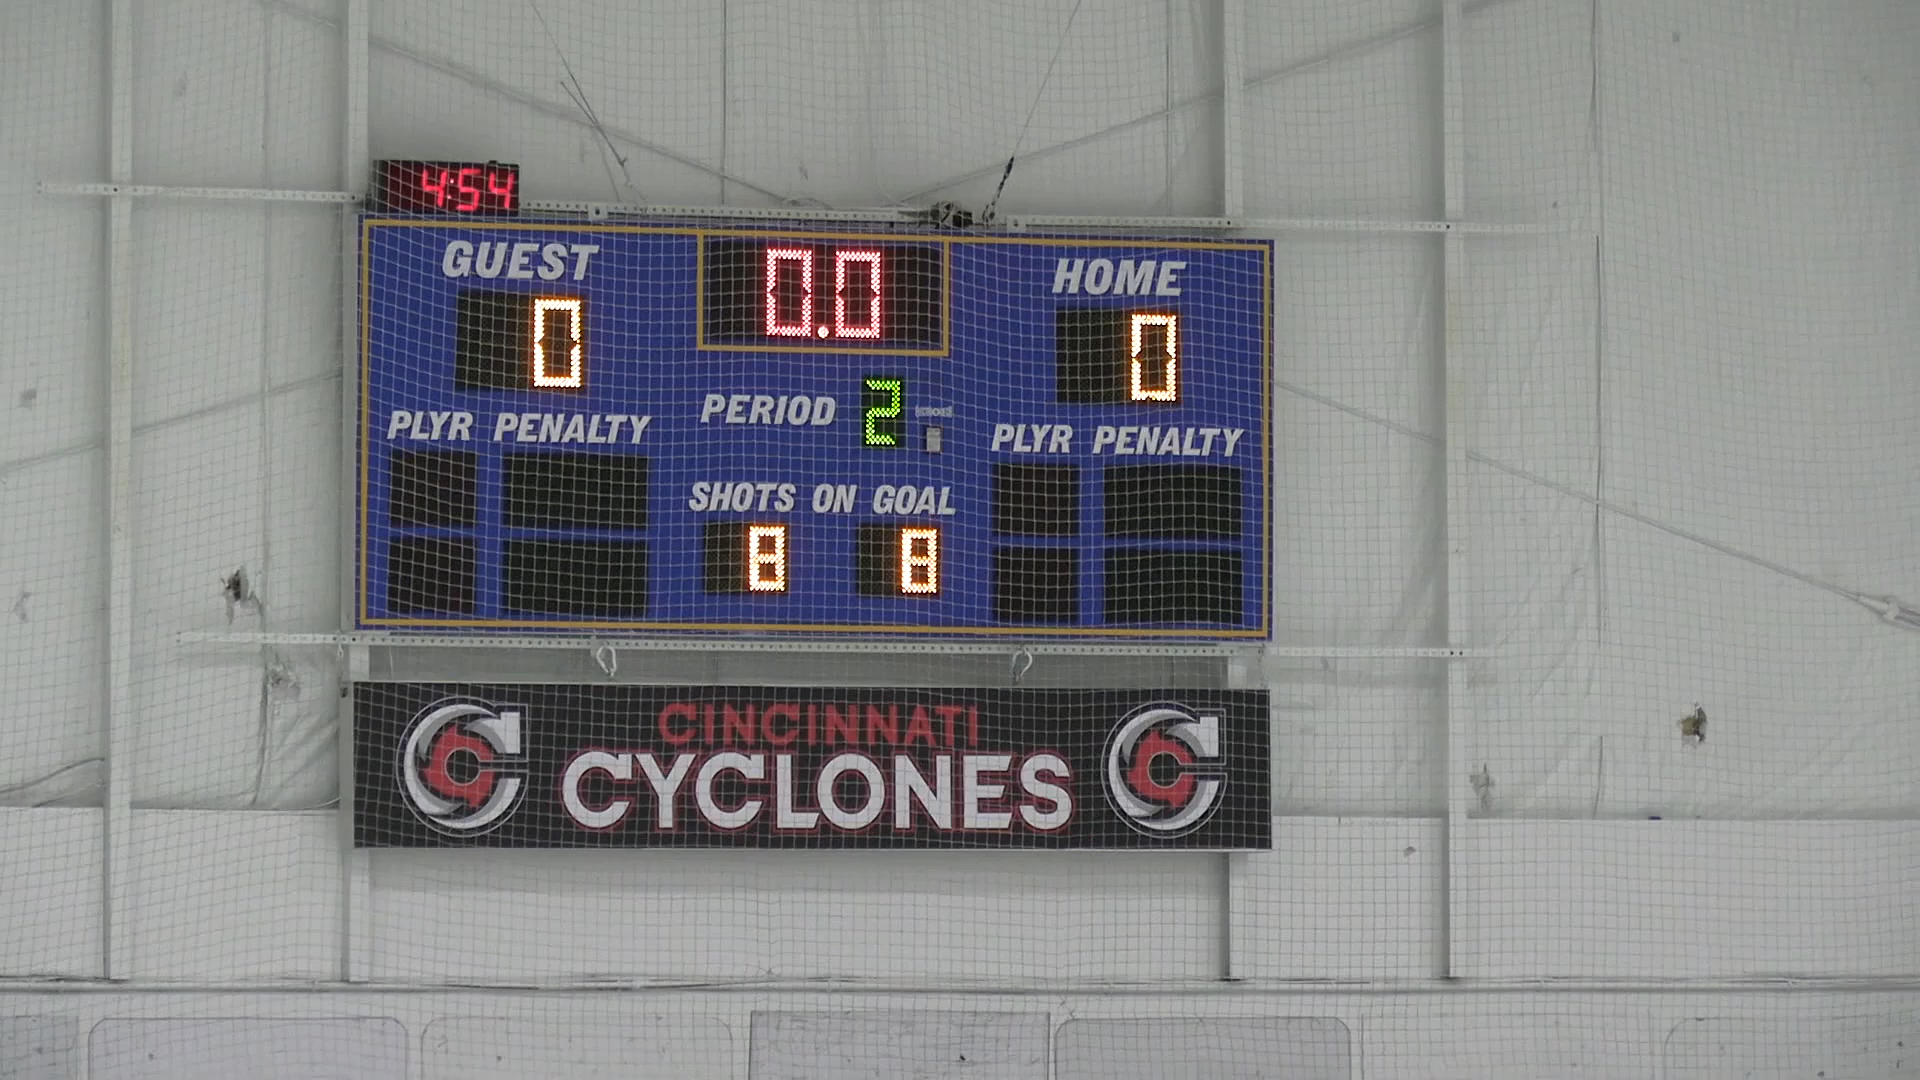 4:54
GUEST
0.0
HOME
0
0
PERIOD 2
PLYR PENALTY
PLYR PENALTY
SHOTS ON GOAL
8 8
CINCINNATI
CYCLONES